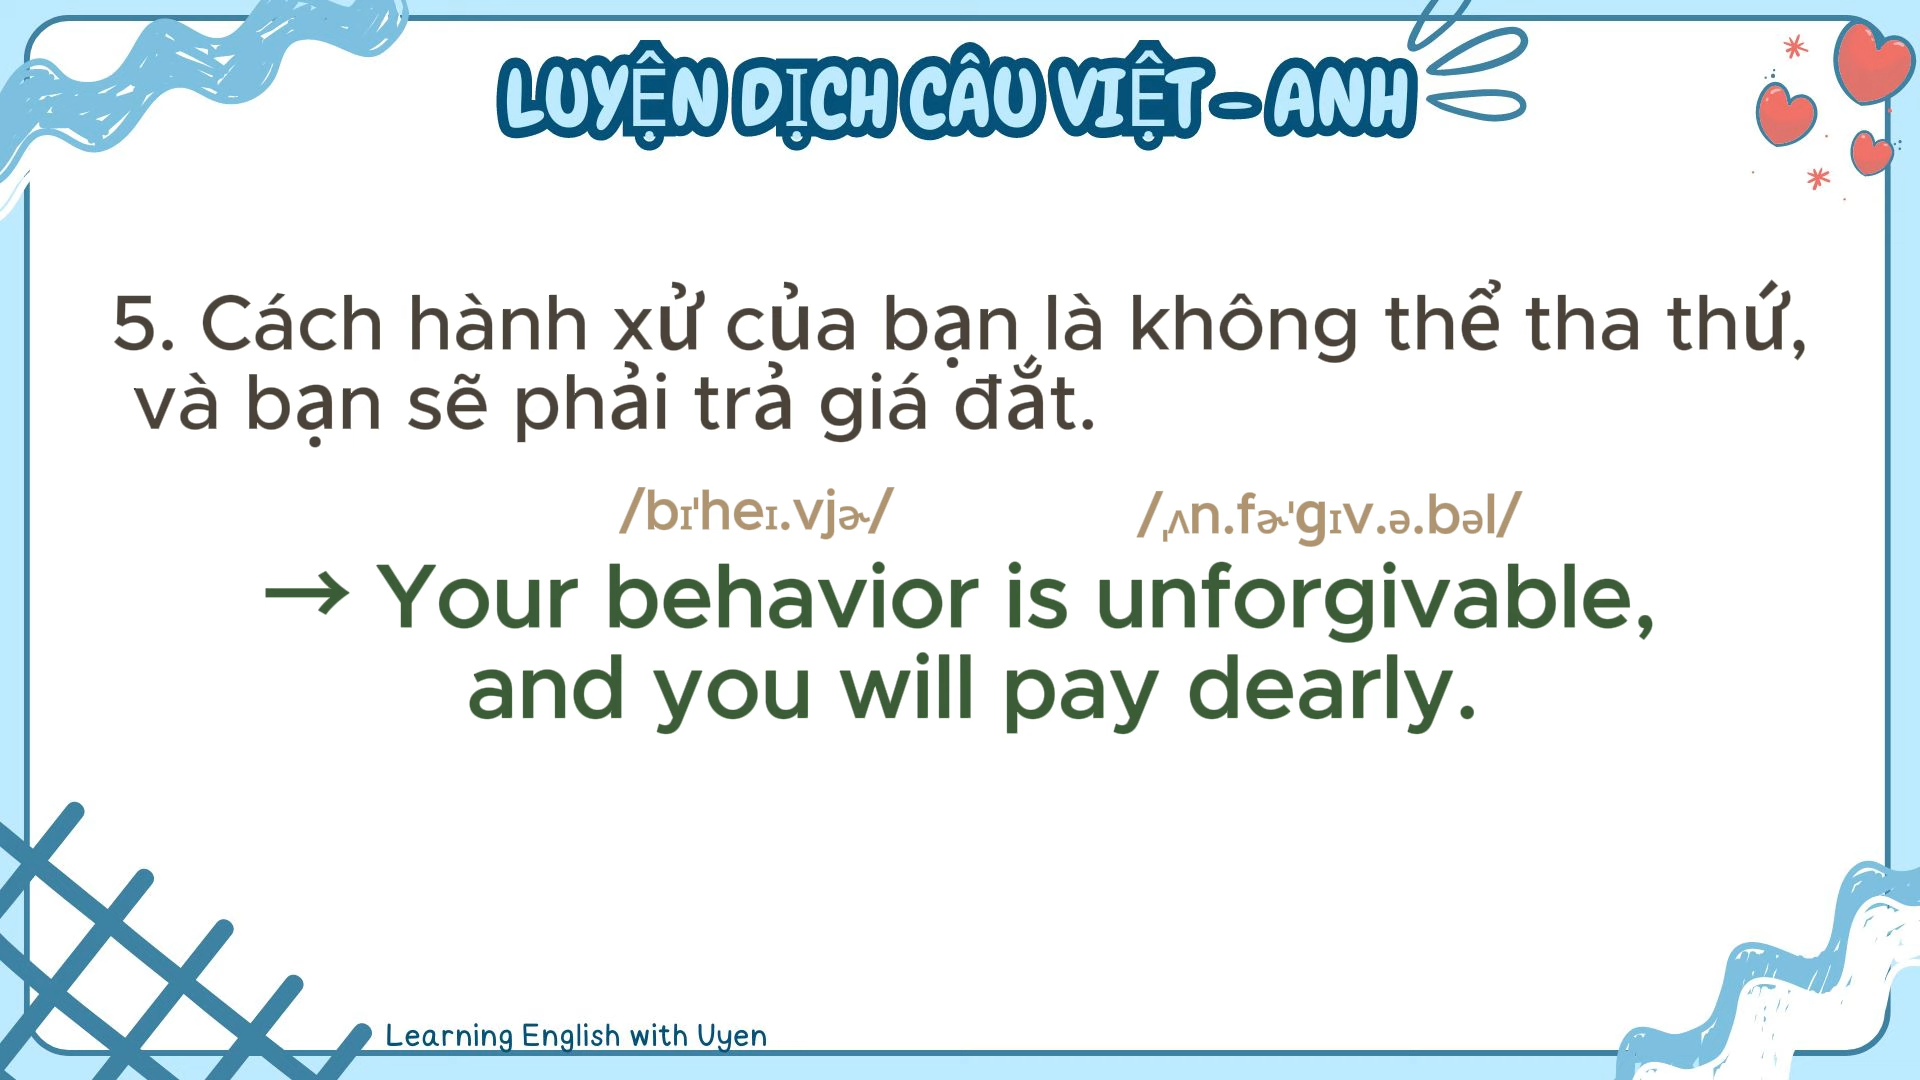 LUYỆN DỊCH CÂU VIỆT - ANH
5. Cách hành xử của bạn là không thể tha thứ,
và bạn sẽ phải trả giá đắt.
/bɪˈheɪ.vjɚ/ /ˌʌn.fɚˈgɪv.ə.bəl/
→ Your behavior is unforgivable,
and you will pay dearly.
Learning English with Uyen